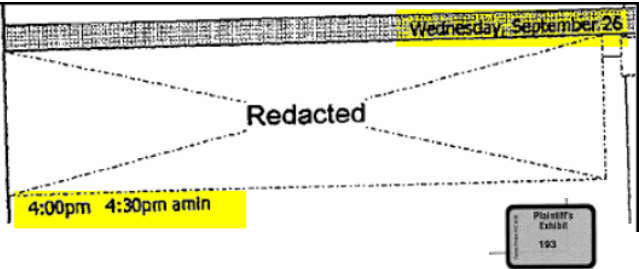 Wednesday, September 26
Redacted
4:00pm 4:30pm amin
Plaintiff's
Exhibit
193